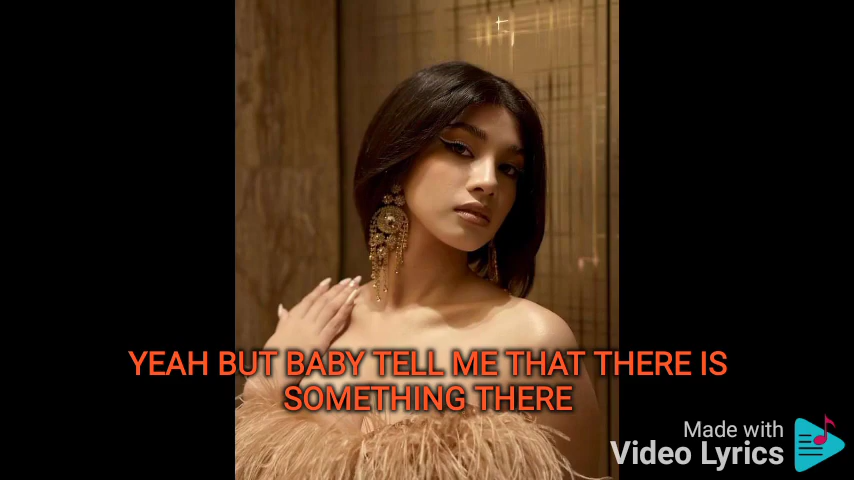 YEAH BUT BABY TELL ME THAT THERE IS
SOMETHING THERE
Made with
Video Lyrics